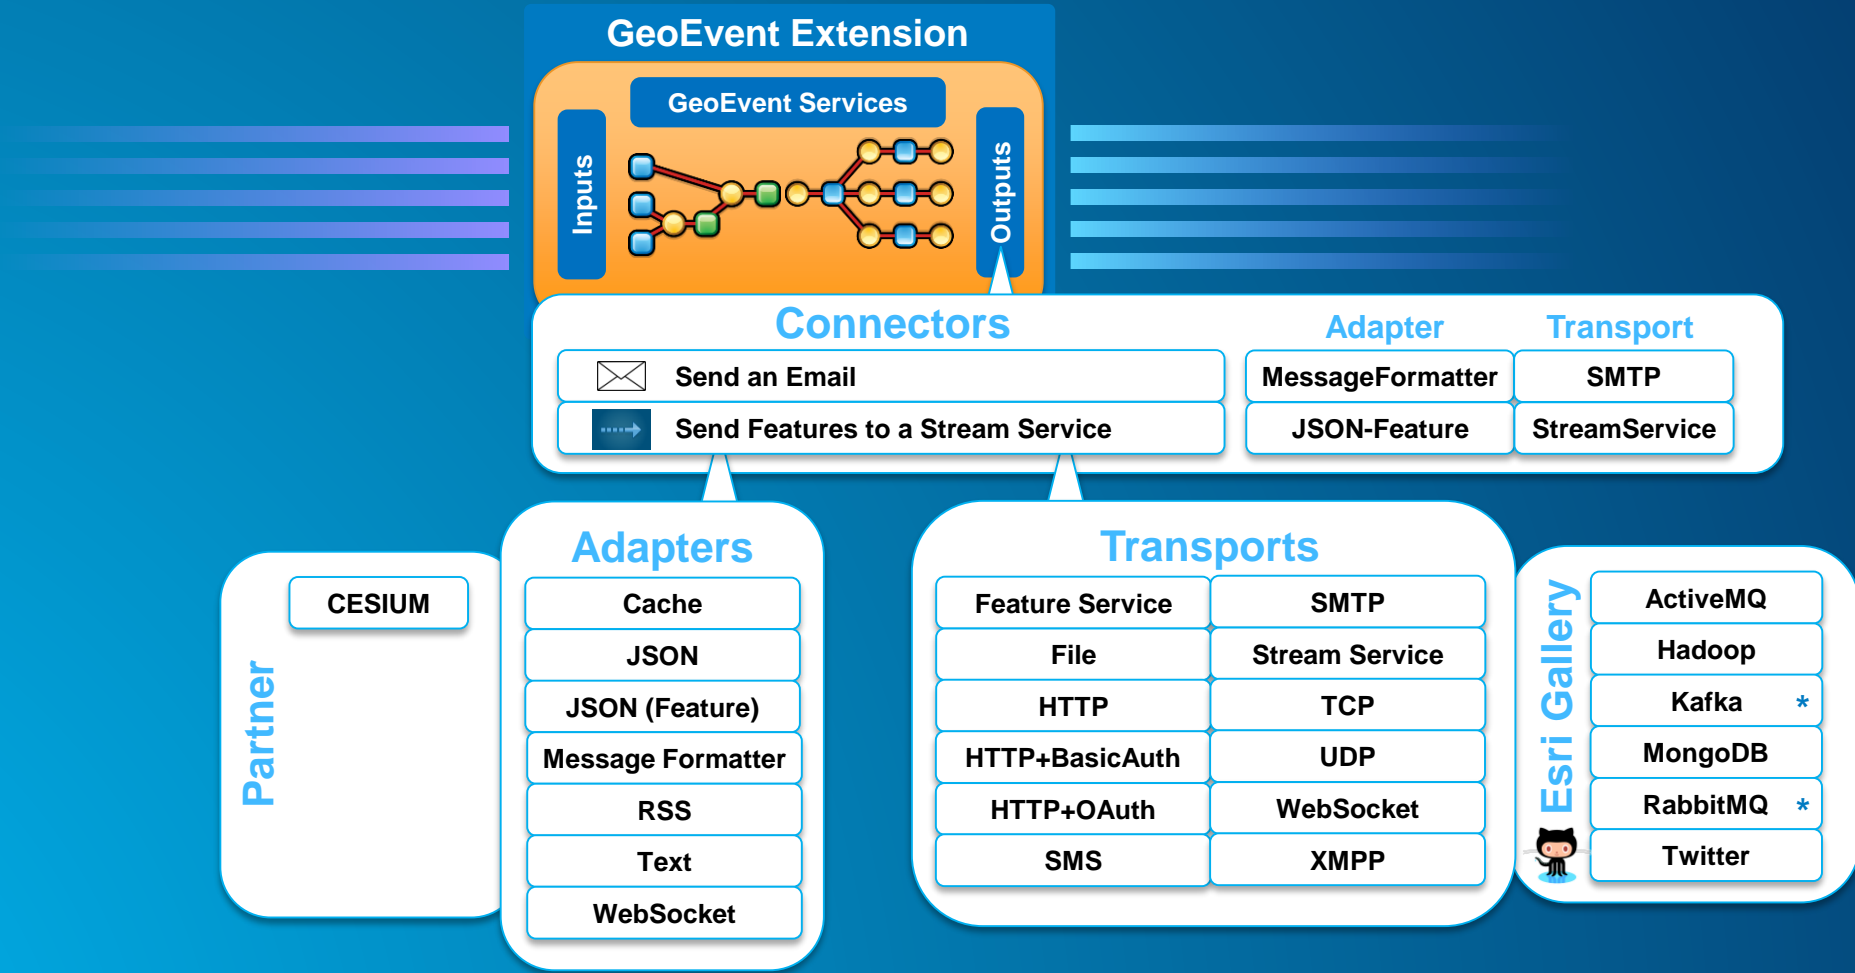 GeoEvent Extension
GeoEvent Services
Inputs
Outputs
Connectors
Adapter
Transport
Send an Email
MessageFormatter
SMTP
Send Features to a Stream Service
JSON-Feature
StreamService
Partner
CESIUM
Adapters
Cache
JSON
JSON (Feature)
Message Formatter
RSS
Text
WebSocket
Transports
Feature Service
SMTP
File
Stream Service
HTTP
TCP
HTTP+BasicAuth
UDP
HTTP+OAuth
WebSocket
SMS
XMPP
Esri Gallery
ActiveMQ
Hadoop
Kafka *
MongoDB
RabbitMQ *
Twitter